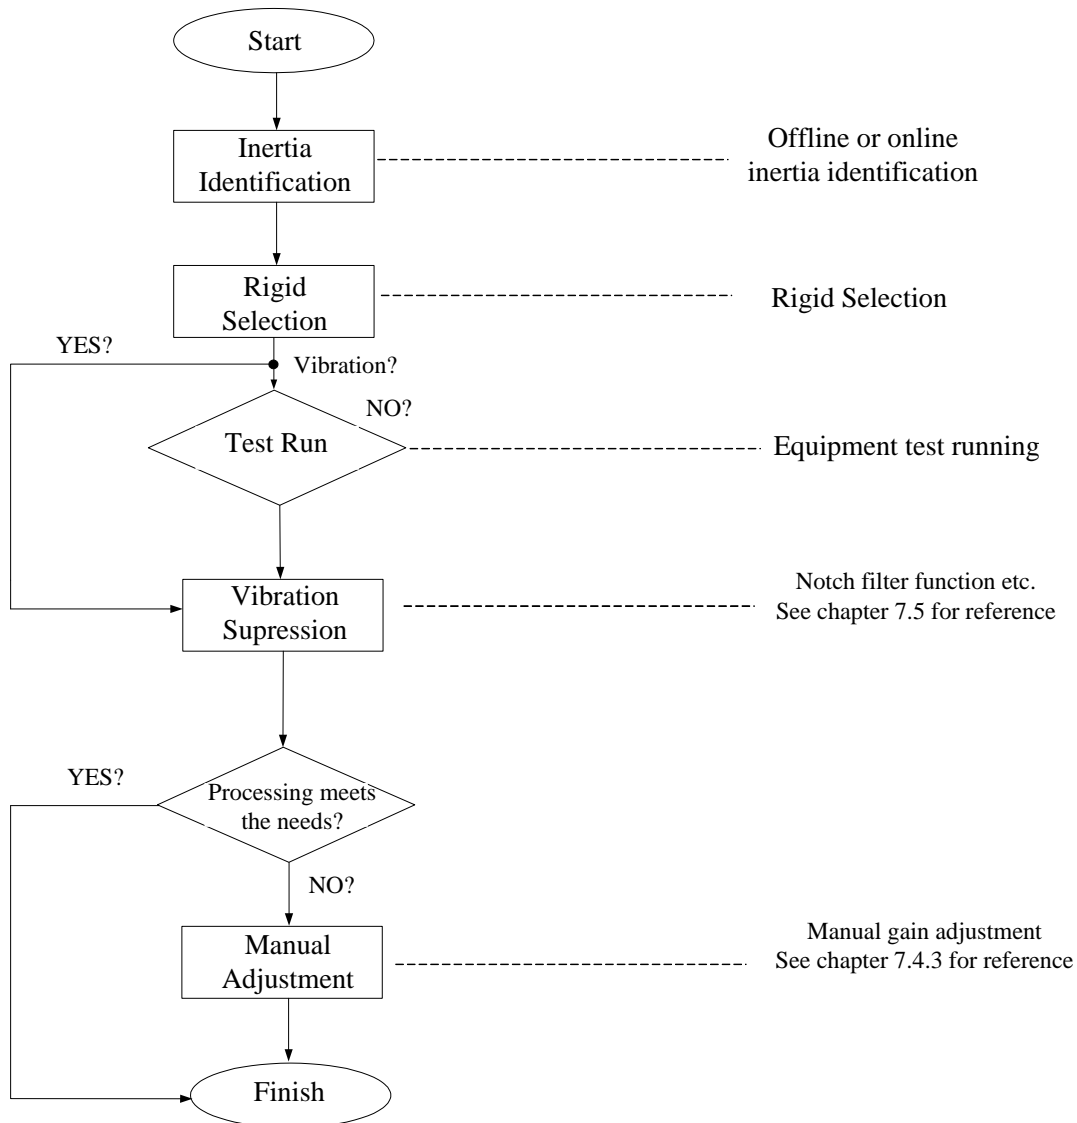 Start
Inertia
Identification
Offline or online
inertia identification
Rigid
Selection
Rigid Selection
YES?
Vibration?
NO?
Test Run
Equipment test running
Vibration
Supression
Notch filter function etc.
See chapter 7.5 for reference
YES?
Processing meets
the needs?
NO?
Manual
Adjustment
Manual gain adjustment
See chapter 7.4.3 for reference
Finish